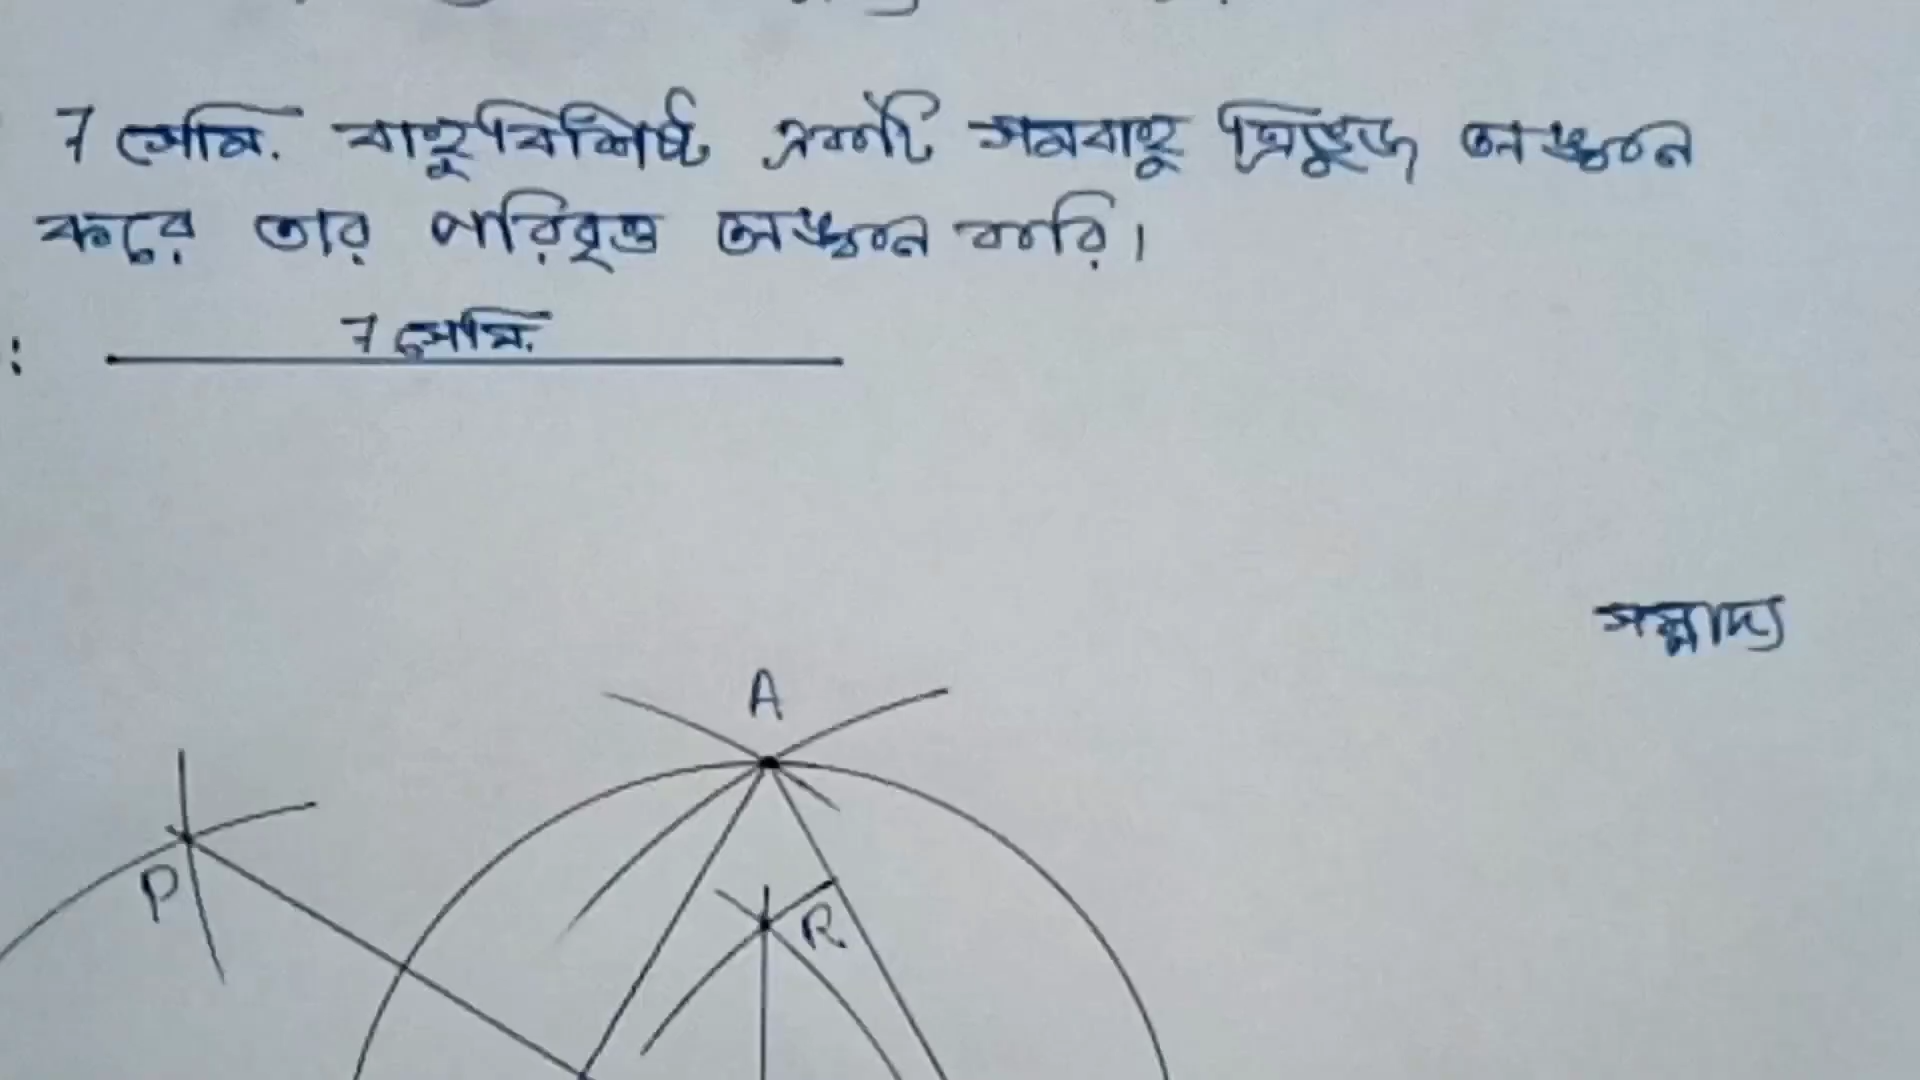 7 সেমি. বাহুবিশিষ্ট একটি সমবাহু ত্রিভুজ অঙ্কন
করে তার পরিবৃত্ত অঙ্কন করি।
7 সেমি.
:
সম্পাদ্য
A
P
R